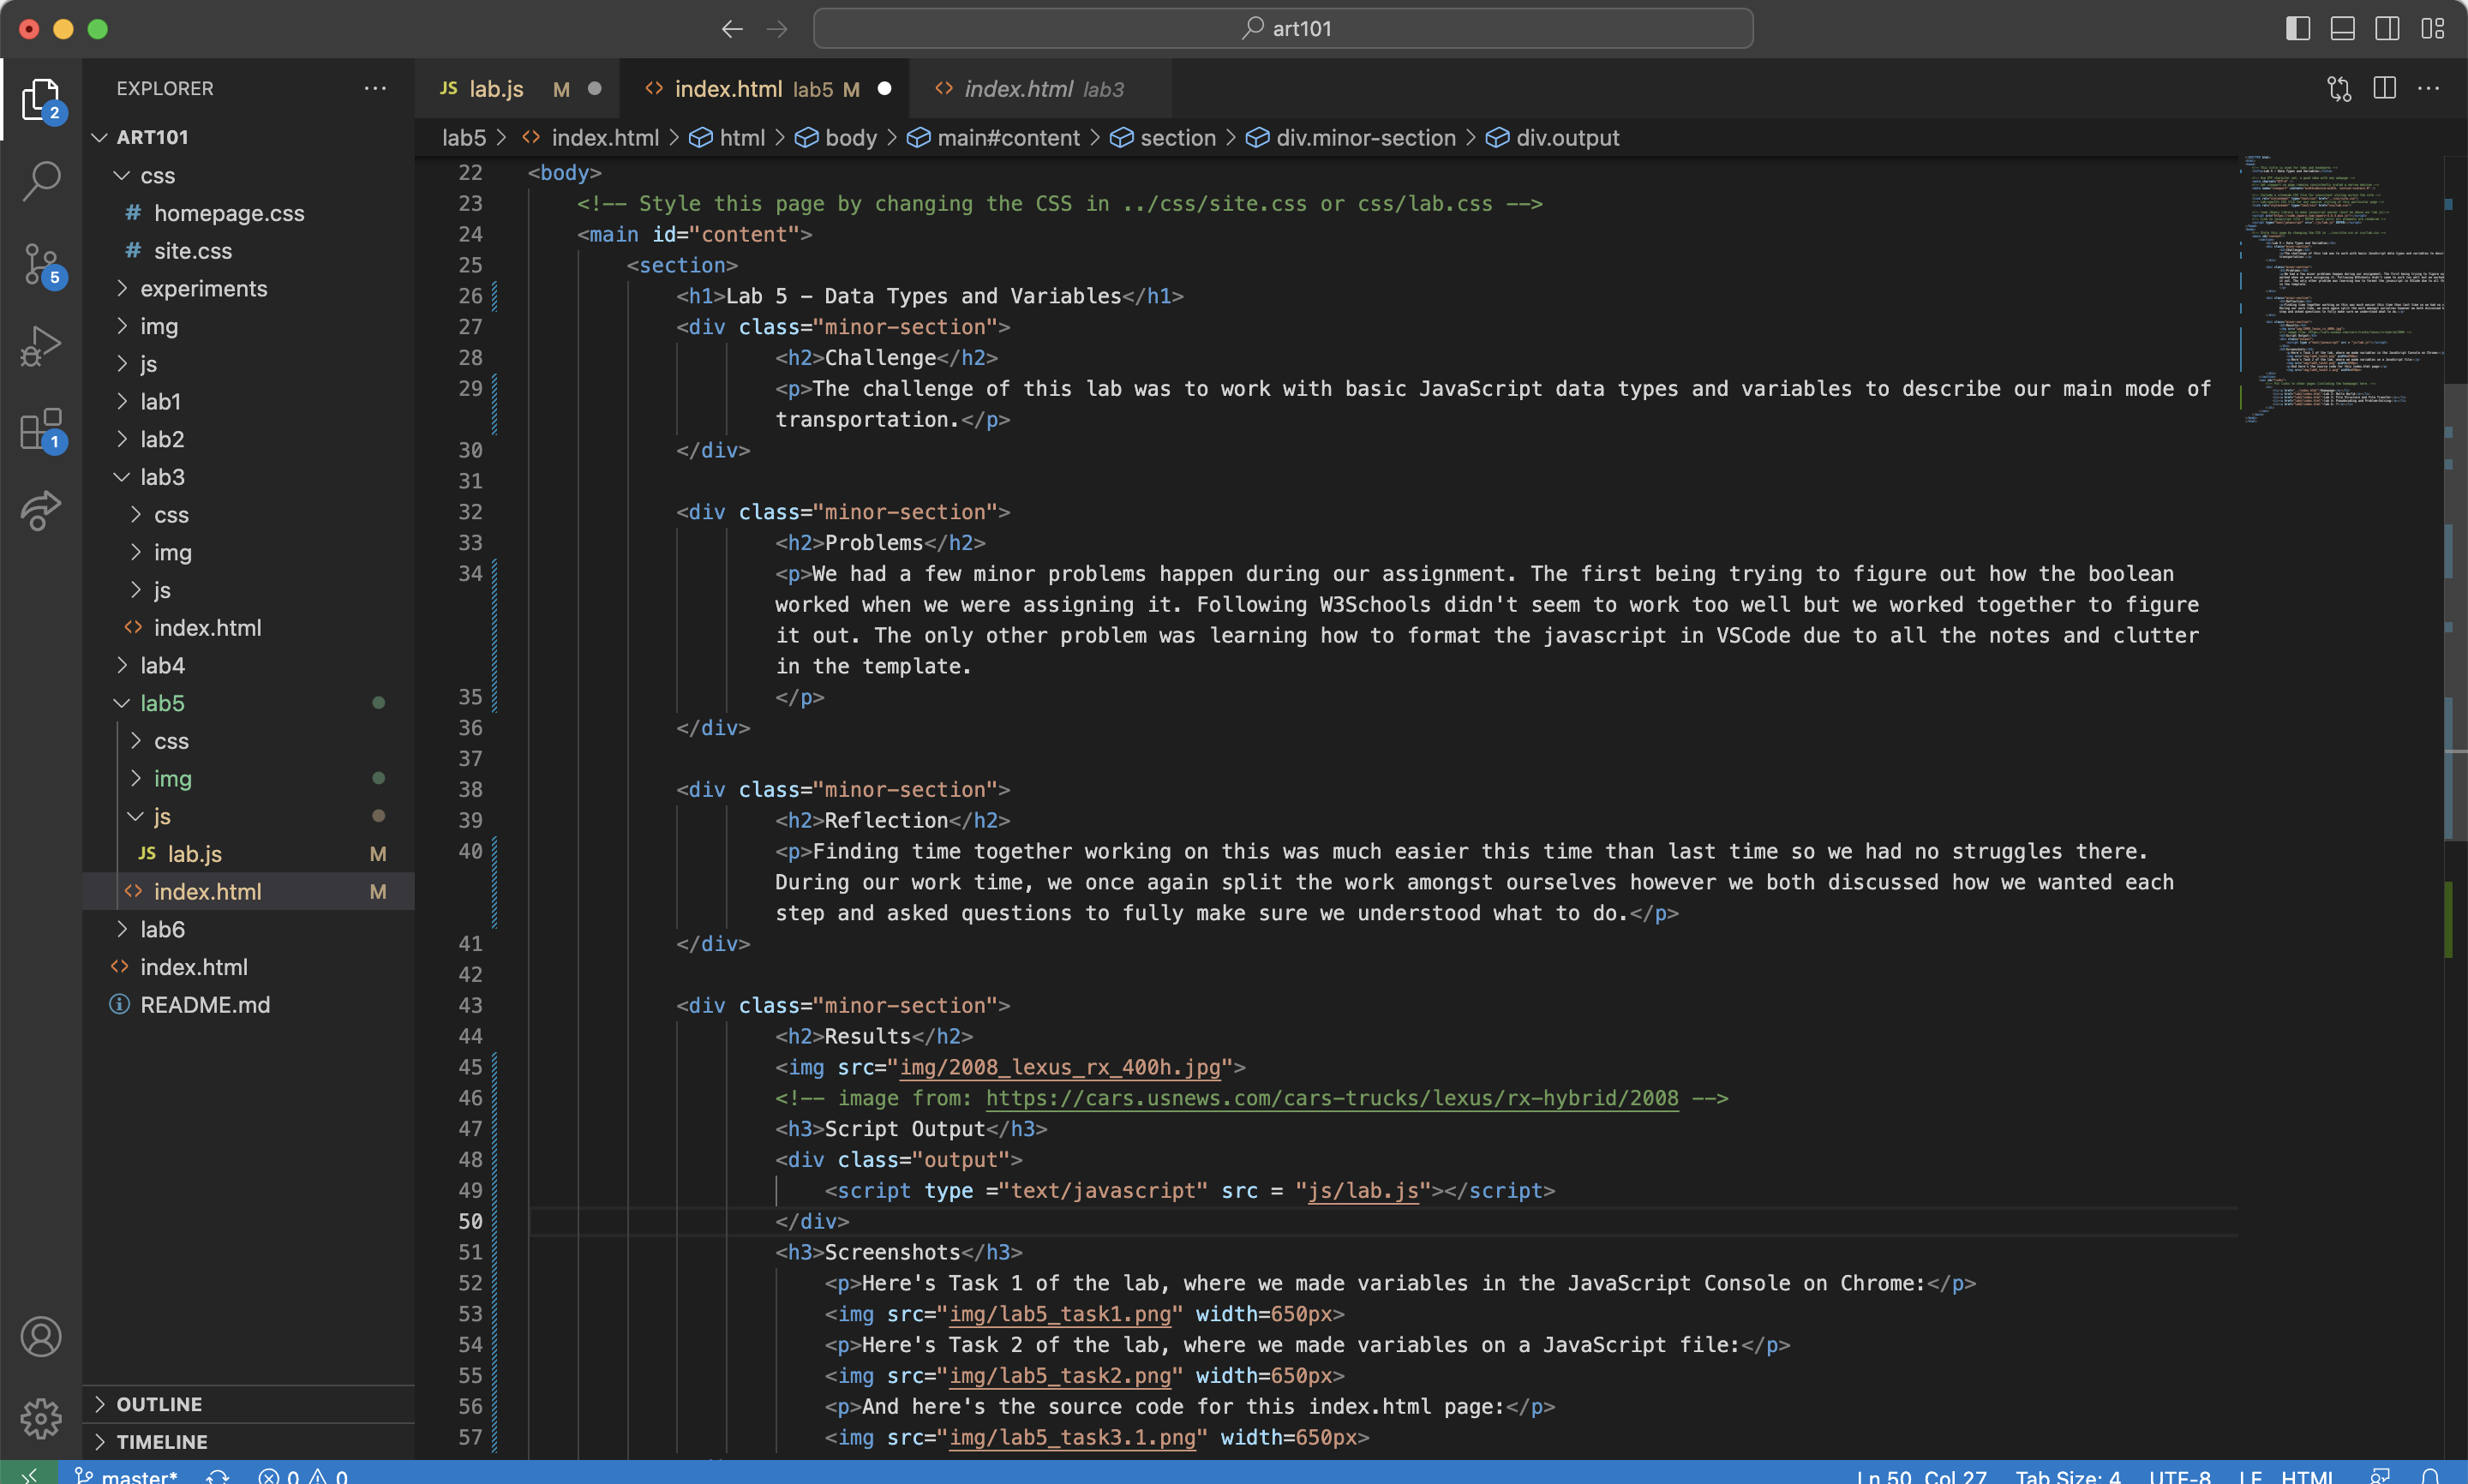 art101
EXPLORER
JS lab.js M
index.html lab5 M
index.html lab3
2
5
1
lab5 > index.html > html > body > main#content > section > div.minor-section > div.output
ART101
css
# homepage.css
# site.css
experiments
img
js
lab1
lab2
lab3
css
img
js
index.html
lab4
lab5
css
img
js
JS lab.js M
index.html M
lab6
index.html
README.md
OUTLINE
TIMELINE
22 <body>
23 <!-- Style this page by changing the CSS in ../css/site.css or css/lab.css -->
24 <main id="content">
25 <section>
26 <h1>Lab 5 - Data Types and Variables</h1>
27 <div class="minor-section">
28 <h2>Challenge</h2>
29 <p>The challenge of this lab was to work with basic JavaScript data types and variables to describe our main mode of
transportation.</p>
30 </div>
31
32 <div class="minor-section">
33 <h2>Problems</h2>
34 <p>We had a few minor problems happen during our assignment. The first being trying to figure out how the boolean
worked when we were assigning it. Following W3Schools didn't seem to work too well but we worked together to figure
it out. The only other problem was learning how to format the javascript in VSCode due to all the notes and clutter
in the template.
35 </p>
36 </div>
37
38 <div class="minor-section">
39 <h2>Reflection</h2>
40 <p>Finding time together working on this was much easier this time than last time so we had no struggles there.
During our work time, we once again split the work amongst ourselves however we both discussed how we wanted each
step and asked questions to fully make sure we understood what to do.</p>
41 </div>
42
43 <div class="minor-section">
44 <h2>Results</h2>
45 <img src="img/2008_lexus_rx_400h.jpg">
46 <!-- image from: https://cars.usnews.com/cars-trucks/lexus/rx-hybrid/2008 -->
47 <h3>Script Output</h3>
48 <div class="output">
49 <script type ="text/javascript" src = "js/lab.js"></script>
50 </div>
51 <h3>Screenshots</h3>
52 <p>Here's Task 1 of the lab, where we made variables in the JavaScript Console on Chrome:</p>
53 <img src="img/lab5_task1.png" width=650px>
54 <p>Here's Task 2 of the lab, where we made variables on a JavaScript file:</p>
55 <img src="img/lab5_task2.png" width=650px>
56 <p>And here's the source code for this index.html page:</p>
57 <img src="img/lab5_task3.1.png" width=650px>
master* 0 0
Ln 50, Col 27 Tab Size: 4 UTF-8 LF HTML